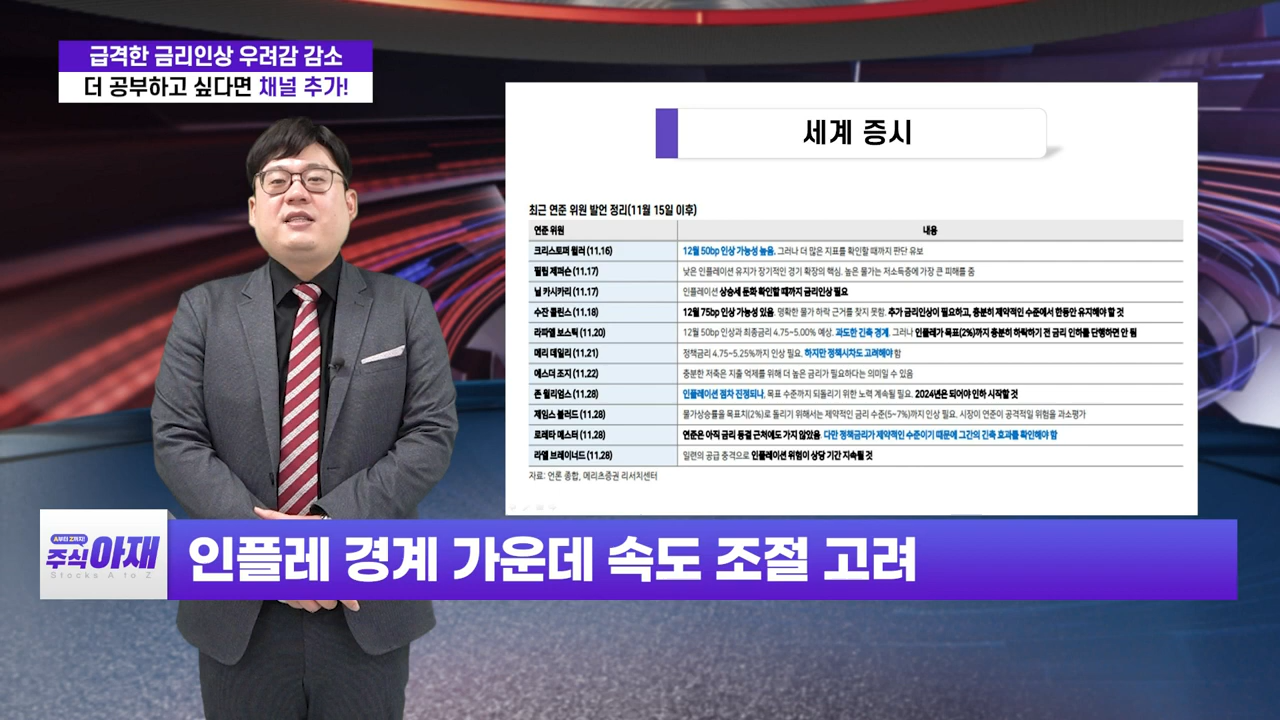 급격한 금리인상 우려감 감소
더 공부하고 싶다면 채널 추가!
세계 증시
최근 연준 위원 발언 정리(11월 15일 이후)
연준 위원 내용
크리스토퍼 월러 (11.16) 12월 50bp 인상 가능성 높음. 그러나 더 많은 지표를 확인할 때까지 판단 유보
필립 제퍼슨 (11.17) 낮은 인플레이션 유지가 장기적인 경기 확장의 핵심. 높은 물가는 저소득층에 가장 큰 피해를 줌
닐 카시카리 (11.17) 인플레이션 상승세 둔화 확인할 때까지 금리인상 필요
수잔 콜린스 (11.18) 12월 75bp 인상 가능성 있음. 명확한 물가 하락 근거를 찾지 못함. 추가 금리인상이 필요하고, 충분히 제약적인 수준에서 한동안 유지해야 할 것
라파엘 보스틱 (11.20) 12월 50bp 인상과 최종금리 4.75~5.00% 예상. 과도한 긴축 경계. 그러나 인플레가 목표(2%)까지 충분히 하락하기 전 금리 인하를 단행하면 안 됨
메리 데일리 (11.21) 정책금리 4.75~5.25%까지 인상 필요. 하지만 정책시차도 고려해야 함
에스더 조지 (11.22) 충분한 저축은 지출 억제를 위해 더 높은 금리가 필요하다는 의미일 수 있음
존 윌리엄스 (11.28) 인플레이션 점차 진정되나, 목표 수준까지 되돌리기 위한 노력 계속될 필요. 2024년은 되어야 인하 시작할 것
제임스 불러드 (11.28) 물가상승률을 목표치(2%)로 돌리기 위해서는 제약적인 금리 수준(5~7%)까지 인상 필요. 시장이 연준이 공격적일 위험을 과소평가
로레타 메스터 (11.28) 연준은 아직 금리 동결 근처에도 가지 않았음. 다만 정책금리가 제약적인 수준이기 때문에 그간의 긴축 효과를 확인해야 함
라엘 브레이너드 (11.28) 일련의 공급 충격으로 인플레이션 위험이 상당 기간 지속될 것
자료: 언론 종합, 메리츠증권 리서치센터
A부터 Z까지!
주식아재
Stocks A to Z
인플레 경계 가운데 속도 조절 고려